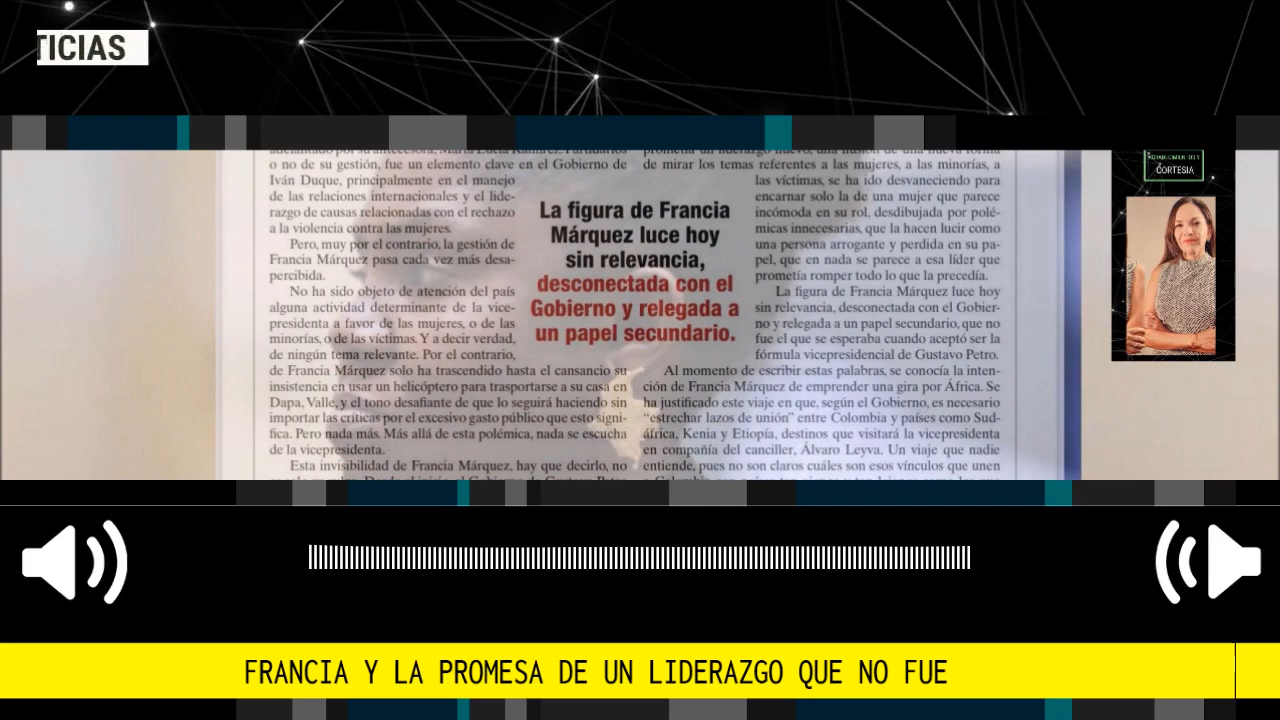 TICIAS
CORTESIA
o no de su gestión, fue un elemento clave en el Gobierno de
Iván Duque, principalmente en el manejo
de las relaciones internacionales y el lide-
razgo de causas relacionadas con el rechazo
a la violencia contra las mujeres.
Pero, muy por el contrario, la gestión de
Francia Márquez pasa cada vez más desa-
percibida.
No ha sido objeto de atención del país
alguna actividad determinante de la vice-
presidenta a favor de las mujeres, o de las
minorías, o de las víctimas. Y a decir verdad,
de ningún tema relevante. Por el contrario,
de Francia Márquez solo ha trascendido hasta el cansancio su
insistencia en usar un helicóptero para trasportarse a su casa en
Dapa, Valle, y el tono desafiante de que lo seguirá haciendo sin
importar las críticas por el excesivo gasto público que esto signi-
fica. Pero nada más. Más allá de esta polémica, nada se escucha
de la vicepresidenta.
Esta invisibilidad de Francia Márquez, hay que decirlo, no
La figura de Francia
Márquez luce hoy
sin relevancia,
desconectada con el
Gobierno y relegada a
un papel secundario.
de mirar los temas referentes a las mujeres, a las minorías, a
las víctimas, se ha ido desvaneciendo para
encarnar solo la de una mujer que parece
incómoda en su rol, desdibujada por polé-
micas innecesarias, que la hacen lucir como
una persona arrogante y perdida en su pa-
pel, que en nada se parece a esa líder que
prometía romper todo lo que la precedía.
La figura de Francia Márquez luce hoy
sin relevancia, desconectada con el Gobier-
no y relegada a un papel secundario, que no
fue el que se esperaba cuando aceptó ser la
fórmula vicepresidencial de Gustavo Petro.
Al momento de escribir estas palabras, se conocía la inten-
ción de Francia Márquez de emprender una gira por África. Se
ha justificado este viaje en que, según el Gobierno, es necesario
“estrechar lazos de unión” entre Colombia y países como Sud-
áfrica, Kenia y Etiopía, destinos que visitará la vicepresidenta
en compañía del canciller, Álvaro Leyva. Un viaje que nadie
entiende, pues no son claros cuáles son esos vínculos que unen
FRANCIA Y LA PROMESA DE UN LIDERAZGO QUE NO FUE